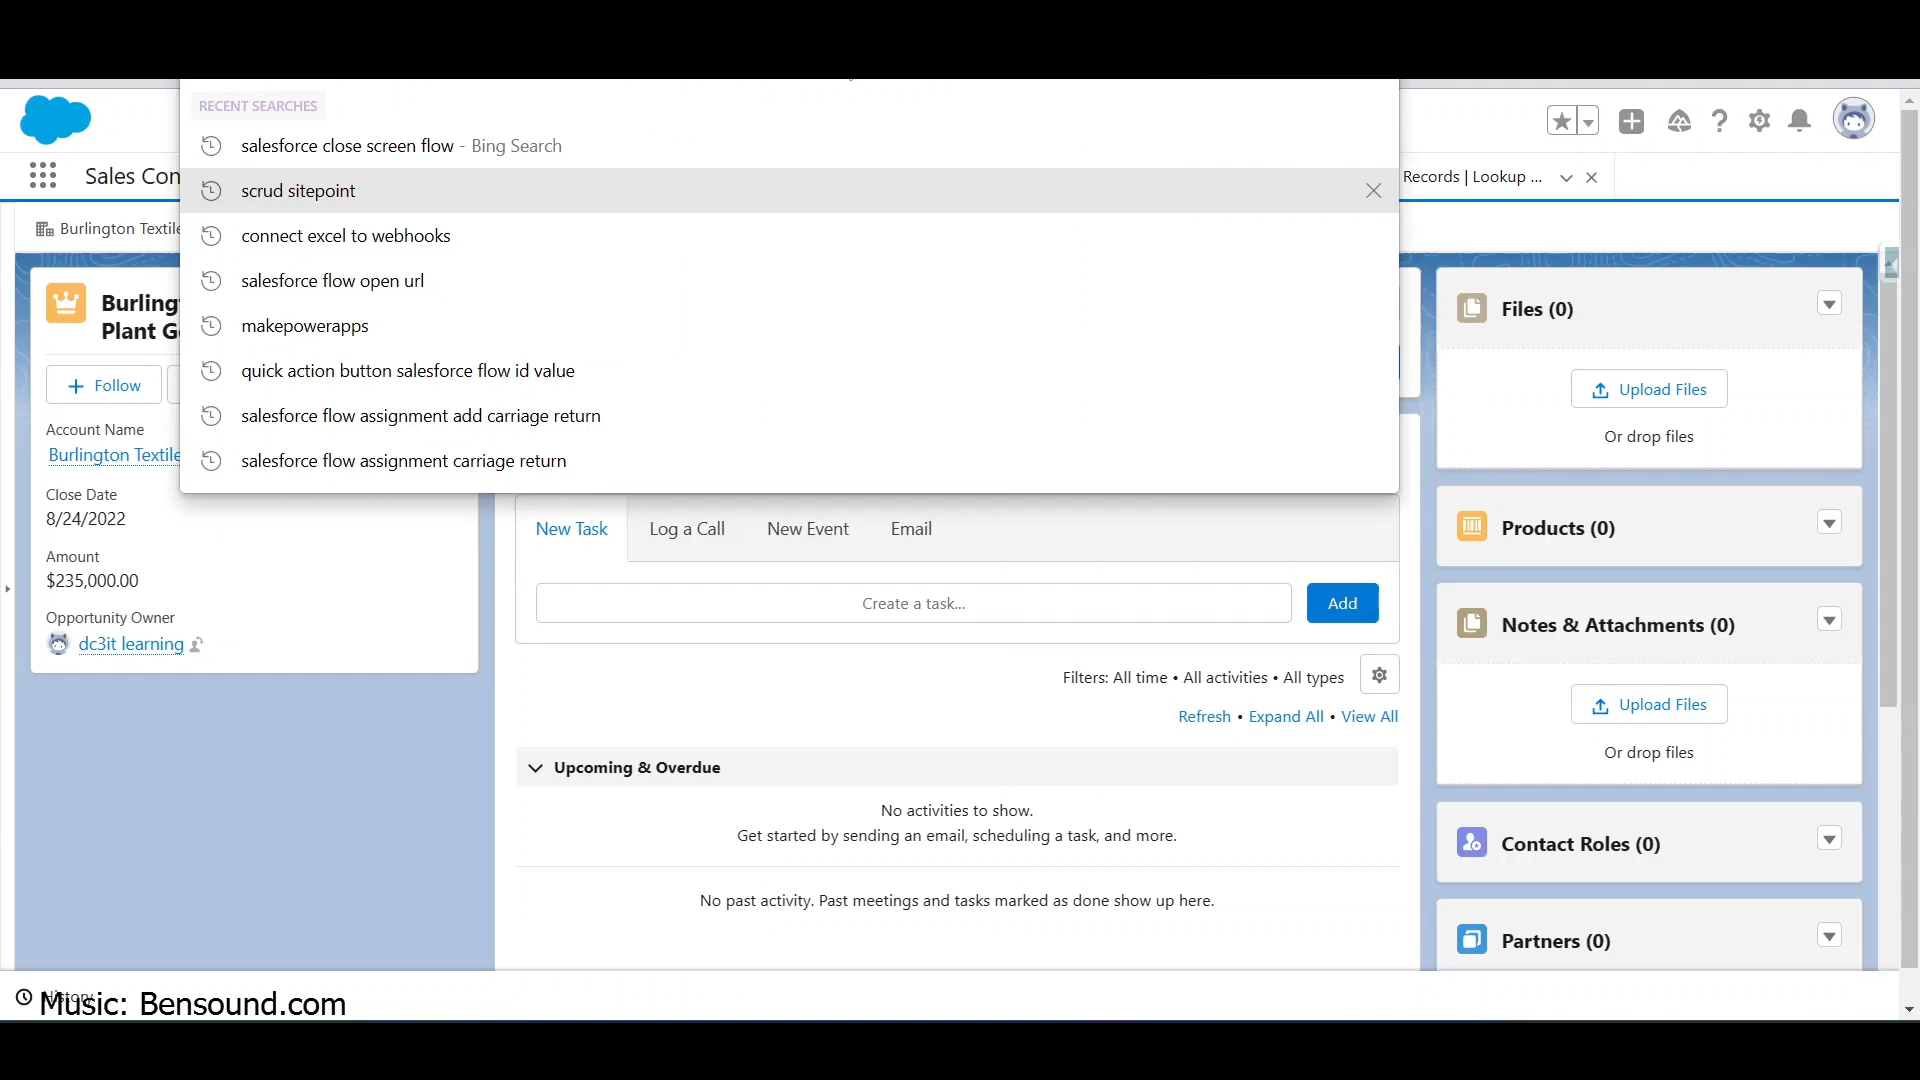 RECENT SEARCHES
salesforce close screen flow - Bing Search
scrud sitepoint
connect excel to webhooks
salesforce flow open url
makepowerapps
quick action button salesforce flow id value
salesforce flow assignment add carriage return
salesforce flow assignment carriage return
Sales Con
Records | Lookup ...
Burlington Textile
Burling
Plant G
Follow
Account Name
Burlington Textile
Close Date
8/24/2022
Amount
$235,000.00
Opportunity Owner
dc3it learning
New Task
Log a Call
New Event
Email
Create a task...
Add
Filters: All time • All activities • All types
Refresh • Expand All • View All
Upcoming & Overdue
No activities to show.
Get started by sending an email, scheduling a task, and more.
No past activity. Past meetings and tasks marked as done show up here.
Files (0)
Upload Files
Or drop files
Products (0)
Notes & Attachments (0)
Upload Files
Or drop files
Contact Roles (0)
Partners (0)
History
Music: Bensound.com